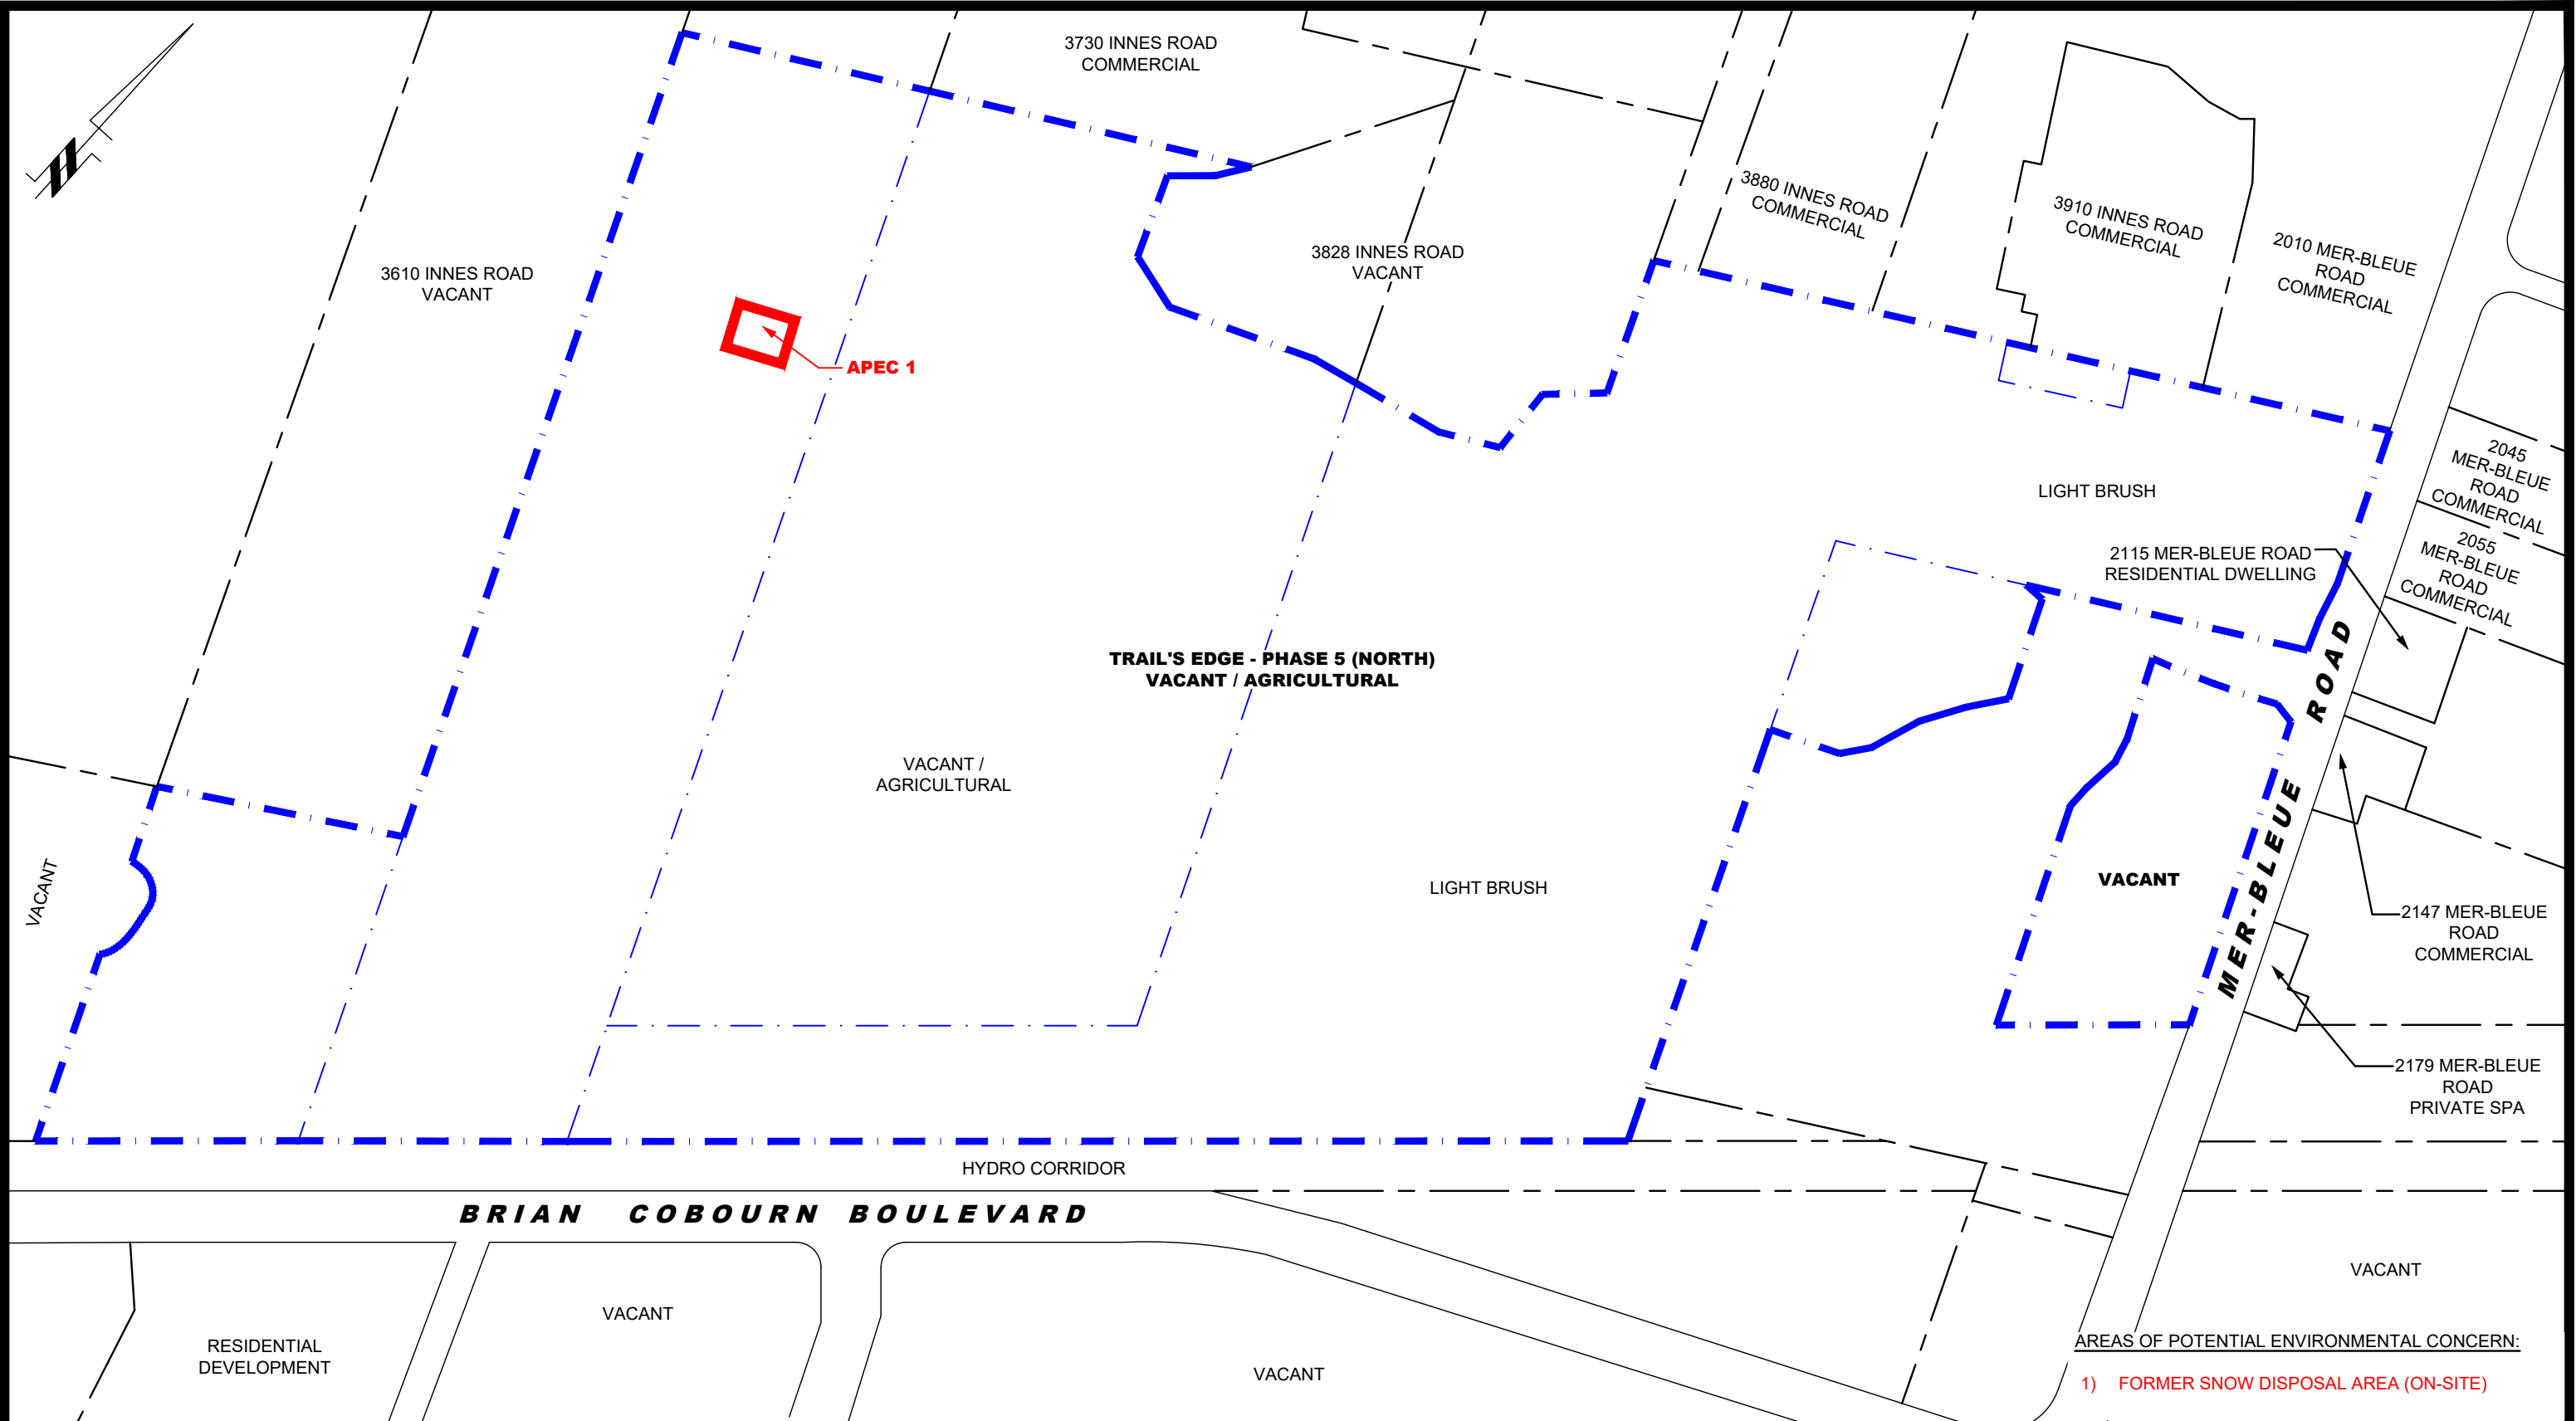 3730 INNES ROAD
COMMERCIAL
3610 INNES ROAD
VACANT
3828 INNES ROAD
VACANT
3880 INNES ROAD
COMMERCIAL
3910 INNES ROAD
COMMERCIAL
2010 MER-BLEUE
ROAD
COMMERCIAL
APEC 1
2045
MER-BLEUE
ROAD
COMMERCIAL
LIGHT BRUSH
2055
MER-BLEUE
ROAD
COMMERCIAL
2115 MER-BLEUE ROAD
RESIDENTIAL DWELLING
TRAIL'S EDGE - PHASE 5 (NORTH)
VACANT / AGRICULTURAL
VACANT /
AGRICULTURAL
VACANT
LIGHT BRUSH
VACANT
MER-BLEUE ROAD
2147 MER-BLEUE
ROAD
COMMERCIAL
2179 MER-BLEUE
ROAD
PRIVATE SPA
HYDRO CORRIDOR
BRIAN COBOURN BOULEVARD
VACANT
VACANT
RESIDENTIAL
DEVELOPMENT
VACANT
AREAS OF POTENTIAL ENVIRONMENTAL CONCERN:
1) FORMER SNOW DISPOSAL AREA (ON-SITE)